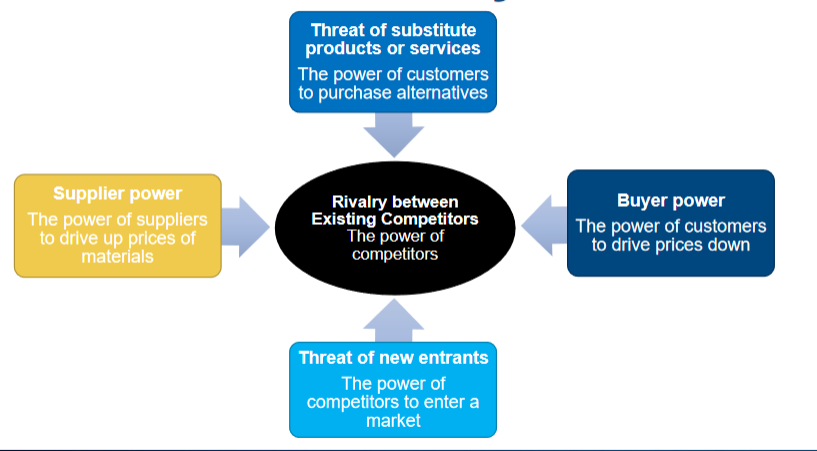 Threat of substitute
products or services
The power of customers
to purchase alternatives
Supplier power
The power of suppliers
to drive up prices of
materials
Rivalry between
Existing Competitors
The power of
competitors
Buyer power
The power of customers
to drive prices down
Threat of new entrants
The power of
competitors to enter a
market